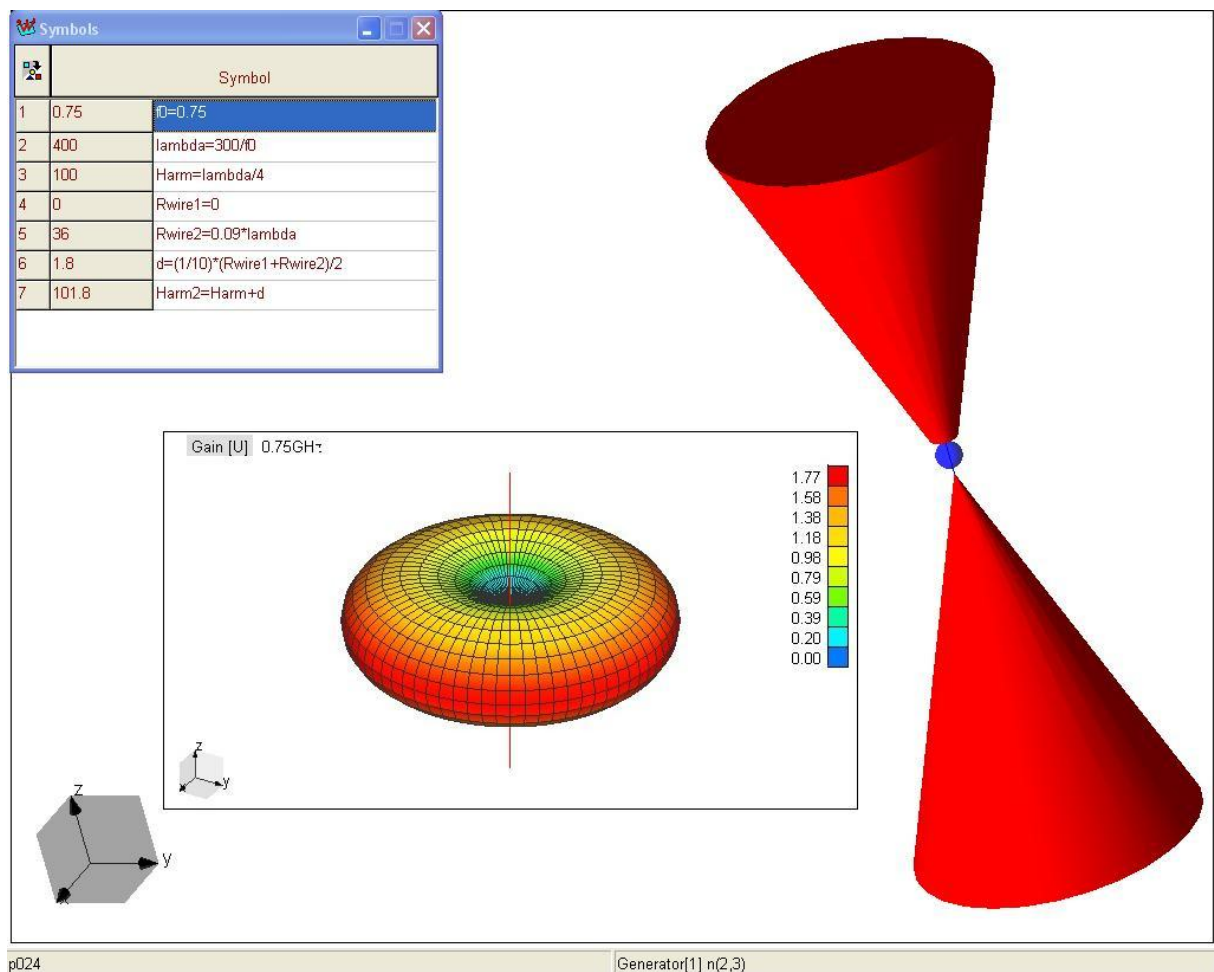 Symbols
Symbol
1 0.75 f0=0.75
2 400 lambda=300/f0
3 100 Harm=lambda/4
4 0 Rwire1=0
5 36 Rwire2=0.09*lambda
6 1.8 d=(1/10)*(Rwire1+Rwire2)/2
7 101.8 Harm2=Harm+d
Gain [U] 0.75GHz
1.77
1.58
1.38
1.18
0.98
0.79
0.59
0.39
0.20
0.00
z
x
y
z
x
y
p024 Generator[1] n(2,3)